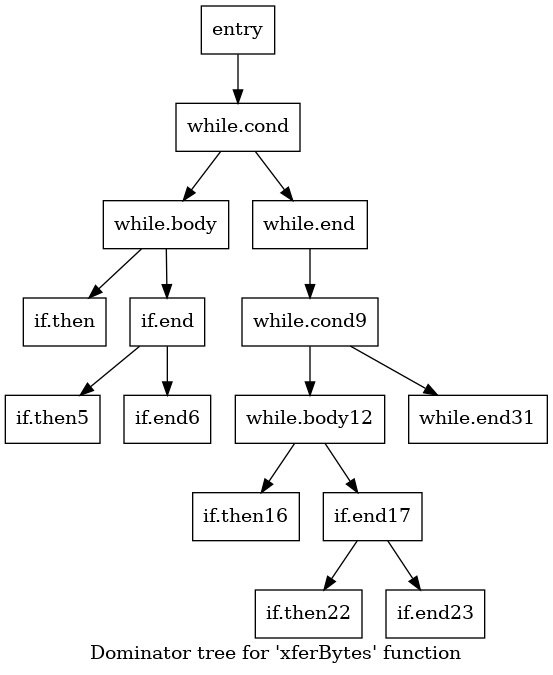 entry
while.cond
while.body
while.end
if.then
if.end
while.cond9
if.then5
if.end6
while.body12
while.end31
if.then16
if.end17
if.then22
if.end23
Dominator tree for 'xferBytes' function